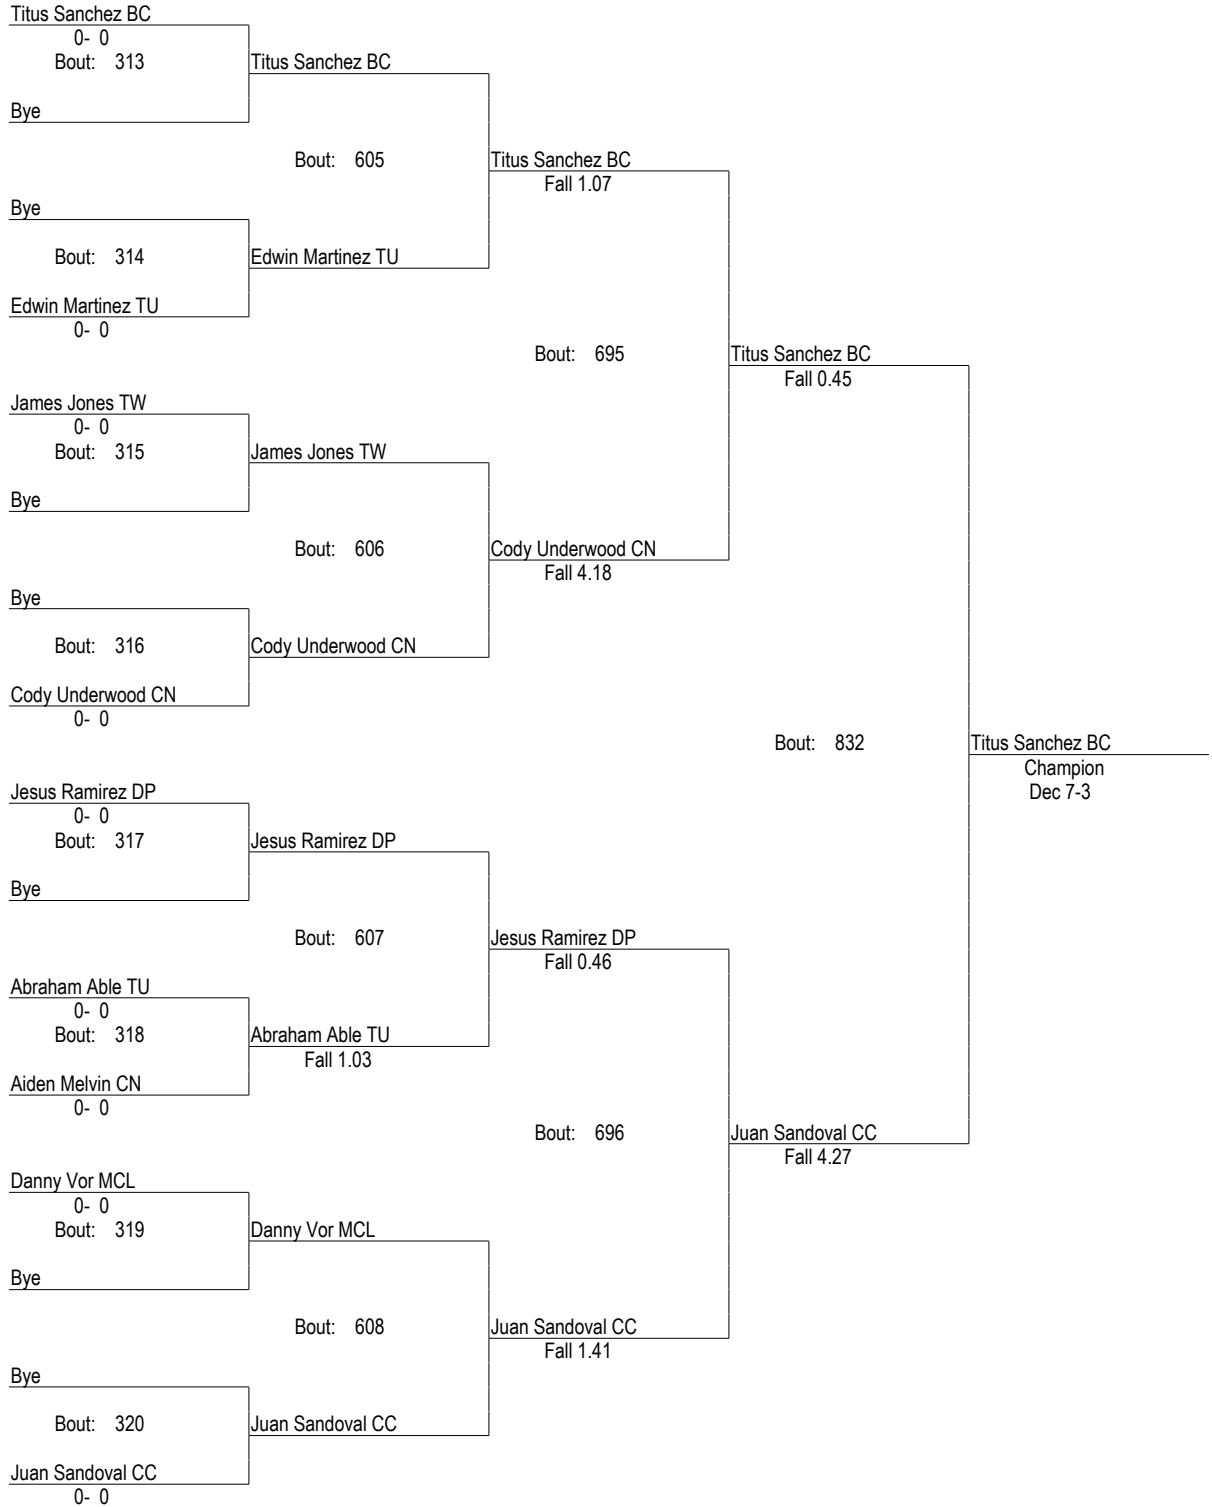 Titus Sanchez BC
0- 0
Bout: 313
Titus Sanchez BC
Bye
Bout: 605
Titus Sanchez BC
Fall 1.07
Bye
Bout: 314
Edwin Martinez TU
Edwin Martinez TU
0- 0
Bout: 695
Titus Sanchez BC
Fall 0.45
James Jones TW
0- 0
Bout: 315
James Jones TW
Bye
Bout: 606
Cody Underwood CN
Fall 4.18
Bye
Bout: 316
Cody Underwood CN
Cody Underwood CN
0- 0
Bout: 832
Titus Sanchez BC
Champion
Dec 7-3
Jesus Ramirez DP
0- 0
Bout: 317
Jesus Ramirez DP
Bye
Bout: 607
Jesus Ramirez DP
Fall 0.46
Abraham Able TU
0- 0
Bout: 318
Abraham Able TU
Fall 1.03
Aiden Melvin CN
0- 0
Bout: 696
Juan Sandoval CC
Fall 4.27
Danny Vor MCL
0- 0
Bout: 319
Danny Vor MCL
Bye
Bout: 608
Juan Sandoval CC
Fall 1.41
Bye
Bout: 320
Juan Sandoval CC
Juan Sandoval CC
0- 0